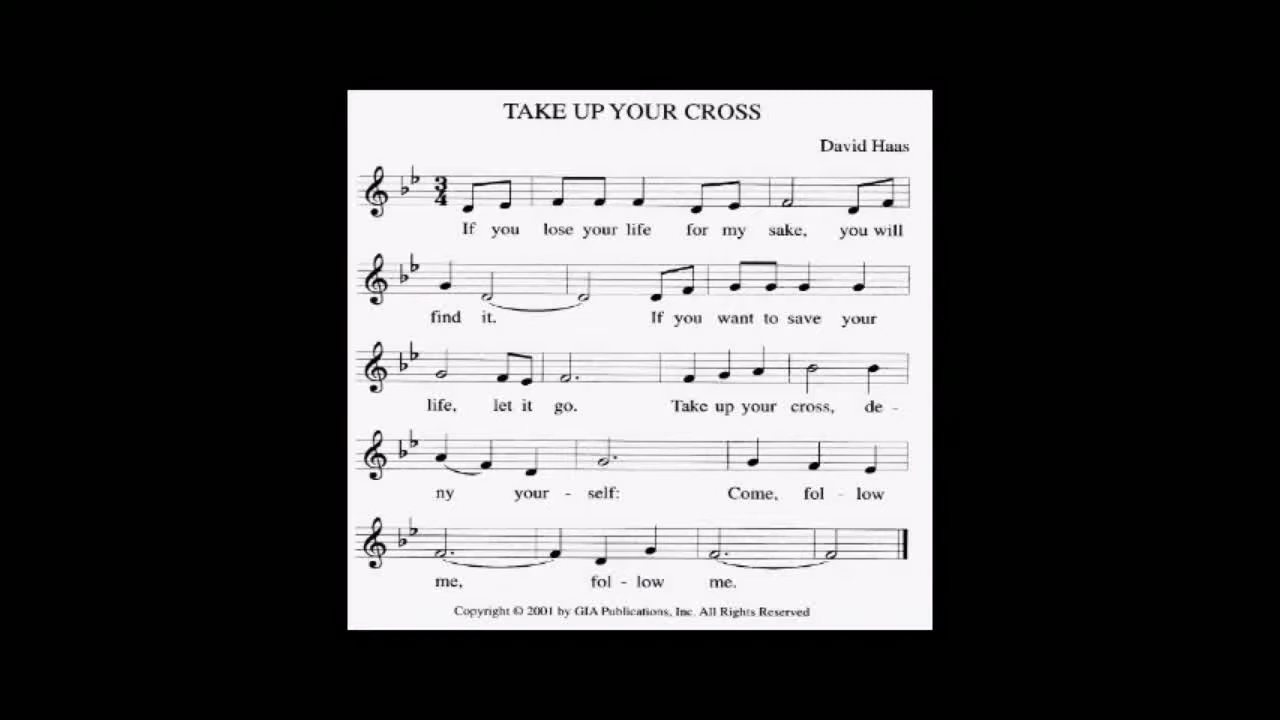 TAKE UP YOUR CROSS
David Haas
3
4
If you lose your life for my sake, you will
find it. If you want to save your
life, let it go. Take up your cross, de -
ny your - self: Come, fol - low
me, fol - low me.
Copyright © 2001 by GIA Publications, Inc. All Rights Reserved